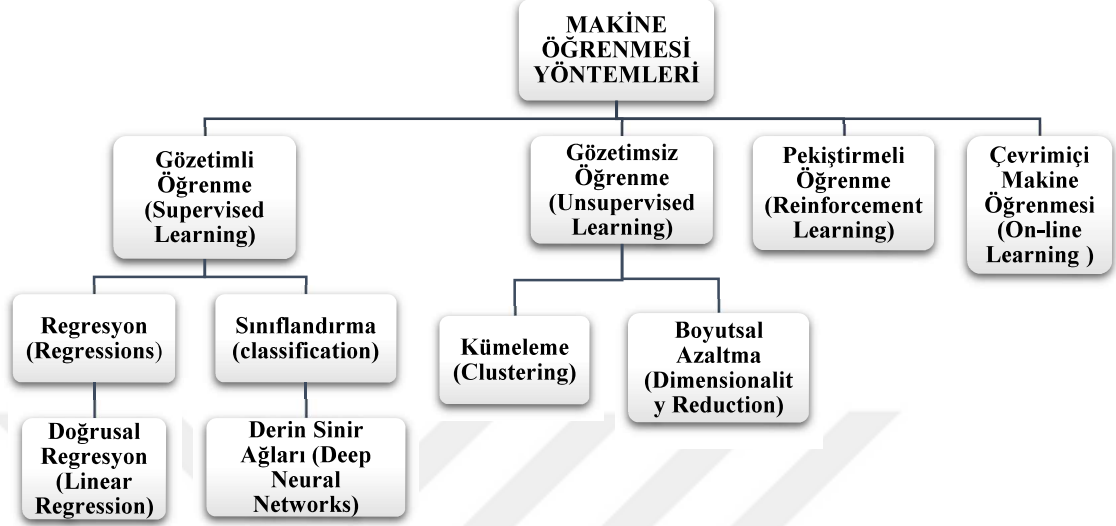 MAKİNE
ÖĞRENMESİ
YÖNTEMLERİ
Gözetimli
Öğrenme
(Supervised
Learning)
Gözetimsiz
Öğrenme
(Unsupervised
Learning)
Pekiştirmeli
Öğrenme
(Reinforcement
Learning)
Çevrimiçi
Makine
Öğrenmesi
(On-line
Learning )
Regresyon
(Regressions)
Sınıflandırma
(classification)
Kümeleme
(Clustering)
Boyutsal
Azaltma
(Dimensionalit
y Reduction)
Doğrusal
Regresyon
(Linear
Regression)
Derin Sinir
Ağları (Deep
Neural
Networks)